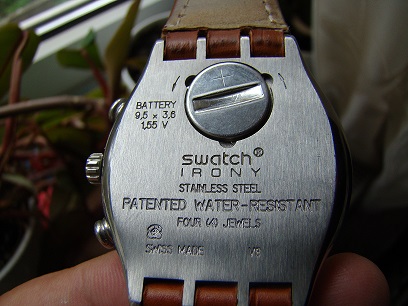 +
BATTERY
9,5 x 3,6
1,55 V
swatch®
IRONY
STAINLESS STEEL
PATENTED WATER-RESISTANT
FOUR (4) JEWELS
SWISS MADE